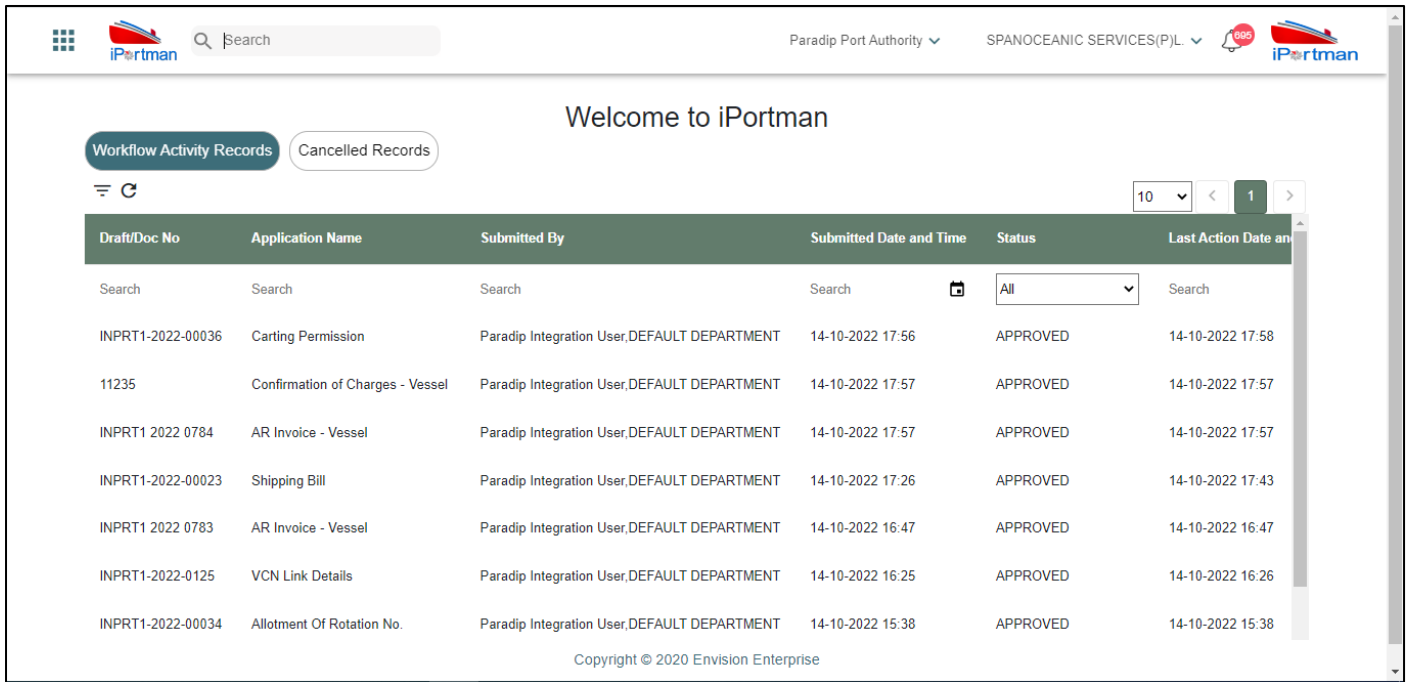 iPortman Search Paradip Port Authority SPANOCEANIC SERVICES(P)L. 695 iPortman
Welcome to iPortman
Workflow Activity Records Cancelled Records
10 < 1 >
Draft/Doc No Application Name Submitted By Submitted Date and Time Status Last Action Date an
Search Search Search Search All Search
INPRT1-2022-00036 Carting Permission Paradip Integration User,DEFAULT DEPARTMENT 14-10-2022 17:56 APPROVED 14-10-2022 17:58
11235 Confirmation of Charges - Vessel Paradip Integration User,DEFAULT DEPARTMENT 14-10-2022 17:57 APPROVED 14-10-2022 17:57
INPRT1 2022 0784 AR Invoice - Vessel Paradip Integration User,DEFAULT DEPARTMENT 14-10-2022 17:57 APPROVED 14-10-2022 17:57
INPRT1-2022-00023 Shipping Bill Paradip Integration User,DEFAULT DEPARTMENT 14-10-2022 17:26 APPROVED 14-10-2022 17:43
INPRT1 2022 0783 AR Invoice - Vessel Paradip Integration User,DEFAULT DEPARTMENT 14-10-2022 16:47 APPROVED 14-10-2022 16:47
INPRT1-2022-0125 VCN Link Details Paradip Integration User,DEFAULT DEPARTMENT 14-10-2022 16:25 APPROVED 14-10-2022 16:26
INPRT1-2022-00034 Allotment Of Rotation No. Paradip Integration User,DEFAULT DEPARTMENT 14-10-2022 15:38 APPROVED 14-10-2022 15:38
Copyright © 2020 Envision Enterprise